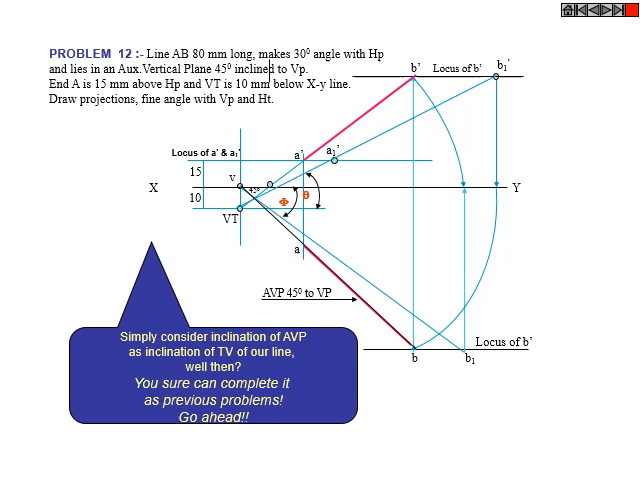 PROBLEM 12 :- Line AB 80 mm long, makes 30⁰ angle with Hp
and lies in an Aux.Vertical Plane 45⁰ inclined to Vp.
End A is 15 mm above Hp and VT is 10 mm below X-y line.
Draw projections, fine angle with Vp and Ht.
b'
Locus of b'
b₁'
Locus of a' & a₁'
a'
a₁'
15
v
45⁰
X
Y
10
Φ
θ
VT
a
AVP 45⁰ to VP
Simply consider inclination of AVP
as inclination of TV of our line,
well then?
You sure can complete it
as previous problems!
Go ahead!!
Locus of b'
b
b₁